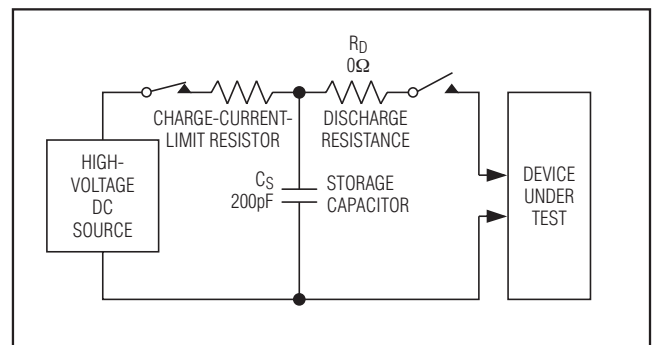 R_D
0Ω
CHARGE-CURRENT-
LIMIT RESISTOR
DISCHARGE
RESISTANCE
HIGH-
VOLTAGE
DC
SOURCE
C_S
200pF
STORAGE
CAPACITOR
DEVICE
UNDER
TEST